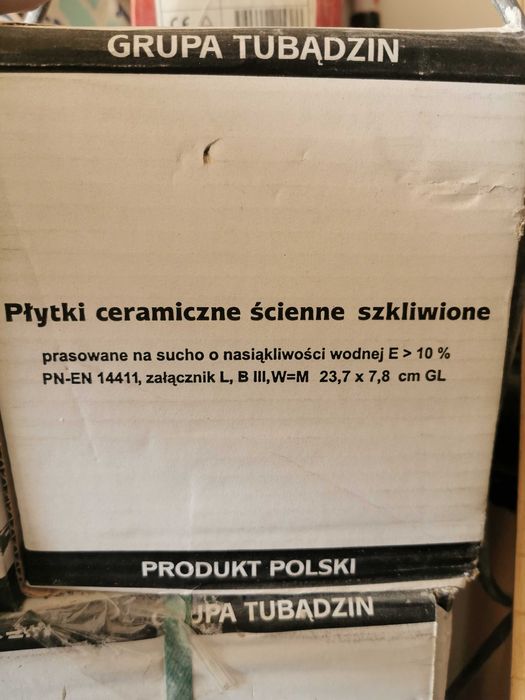 GRUPA TUBĄDZIN
Płytki ceramiczne ścienne szkliwione
prasowane na sucho o nasiąkliwości wodnej E > 10 %
PN-EN 14411, załącznik L, B III,W=M 23,7 x 7,8 cm GL
PRODUKT POLSKI
TUBĄDZIN